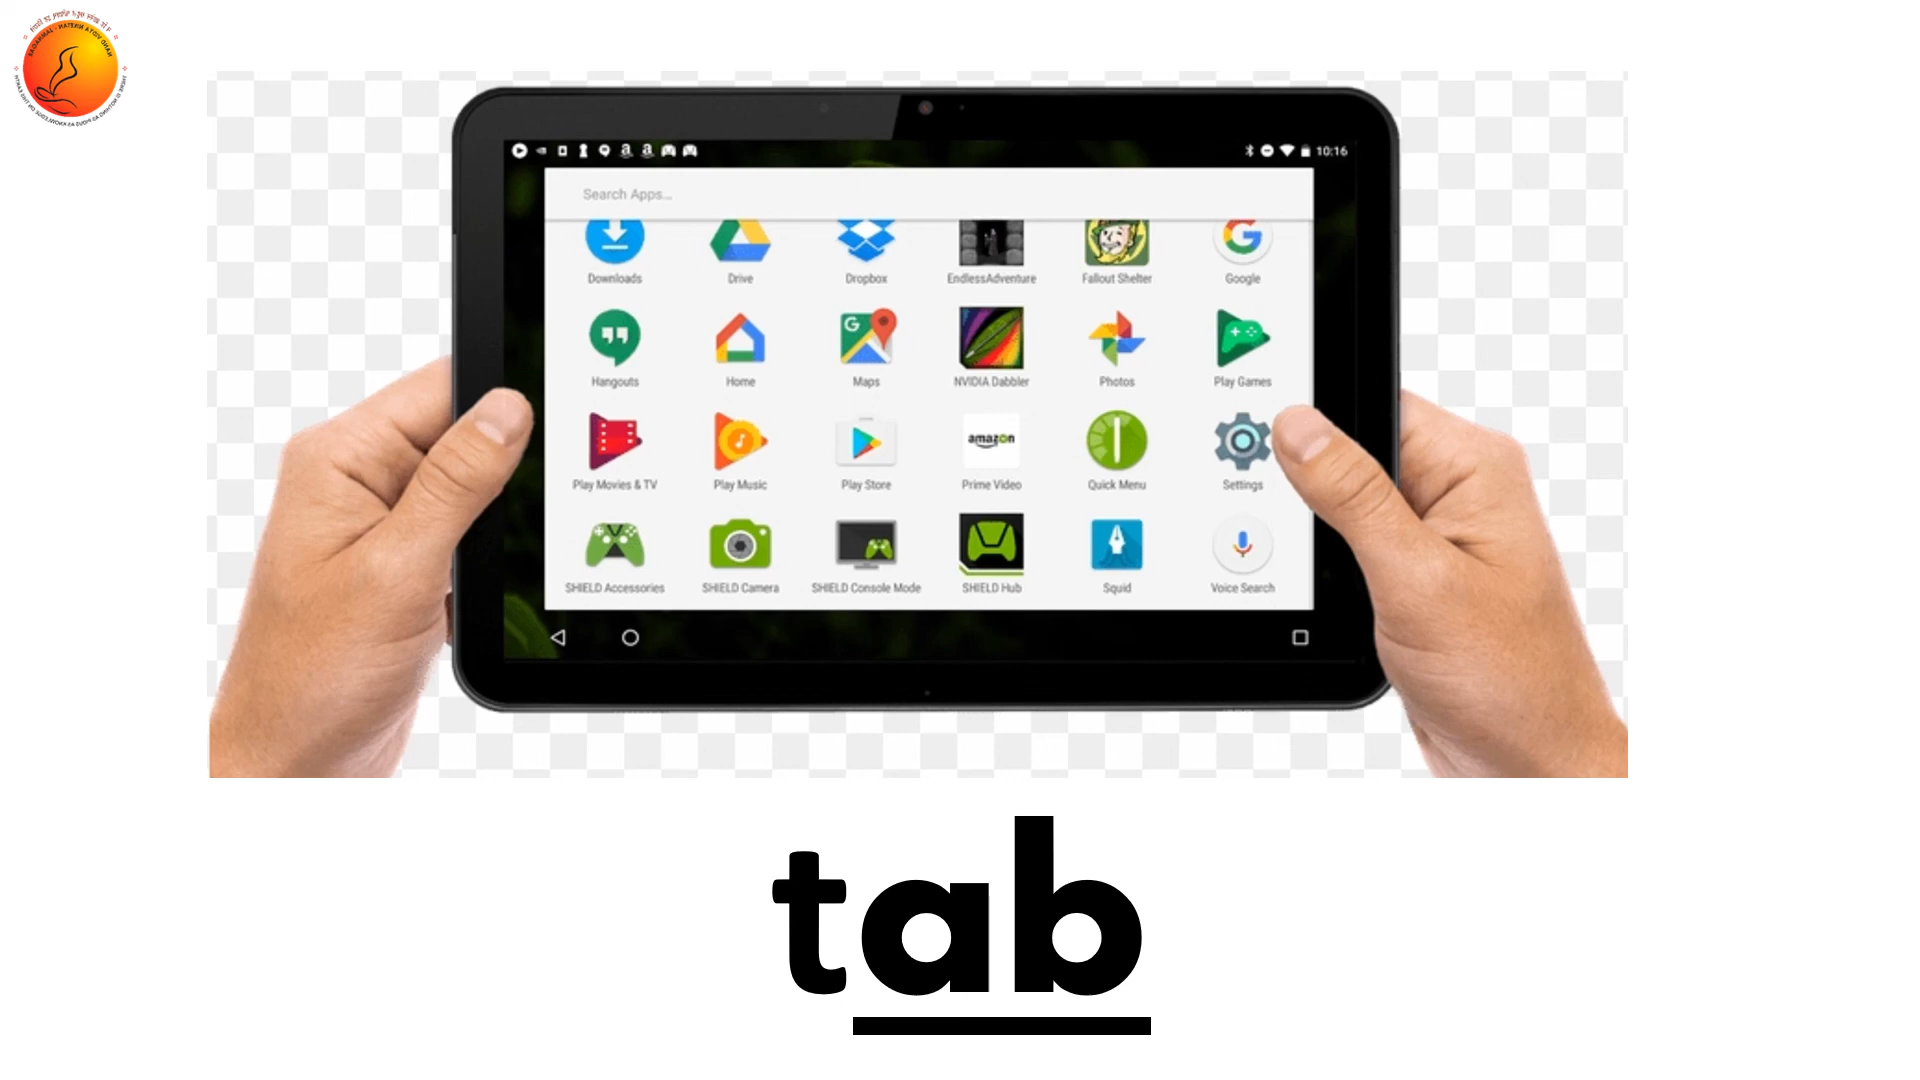 10:16
Search Apps...
Downloads Drive Dropbox EndlessAdventure Fallout Shelter Google
Hangouts Home G Maps NVIDIA Dabbler Photos Play Games
amazon
Play Movies & TV Play Music Play Store Prime Video Quick Menu Settings
SHIELD Accessories SHIELD Camera SHIELD Console Mode SHIELD Hub Squid Voice Search
tab